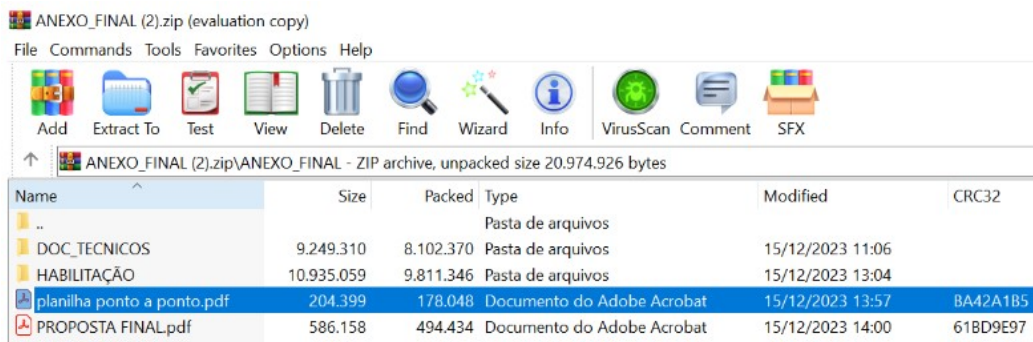 ANEXO_FINAL (2).zip (evaluation copy)
File Commands Tools Favorites Options Help
Add Extract To Test View Delete Find Wizard Info VirusScan Comment SFX
ANEXO_FINAL (2).zip\ANEXO_FINAL - ZIP archive, unpacked size 20.974.926 bytes
Name Size Packed Type Modified CRC32
.. Pasta de arquivos
DOC_TECNICOS 9.249.310 8.102.370 Pasta de arquivos 15/12/2023 11:06
HABILITAÇÃO 10.935.059 9.811.346 Pasta de arquivos 15/12/2023 13:04
planilha ponto a ponto.pdf 204.399 178.048 Documento do Adobe Acrobat 15/12/2023 13:57 BA42A1B5
PROPOSTA FINAL.pdf 586.158 494.434 Documento do Adobe Acrobat 15/12/2023 14:00 61BD9E97